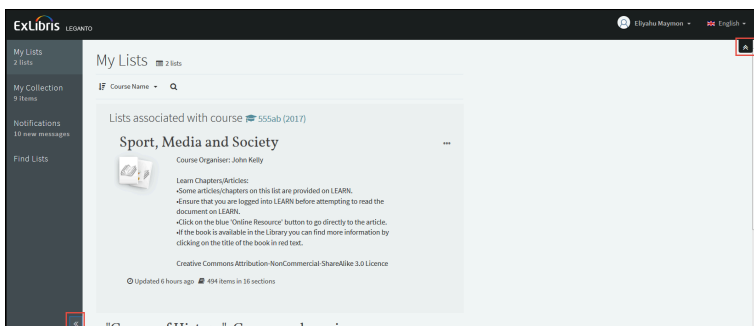 ExLibris LEGANTO
Eliyahu Maymon
English
My Lists
2 lists
My Collection
9 items
Notifications
10 new messages
Find Lists
My Lists 2 lists
Course Name
Lists associated with course 555ab (2017)
Sport, Media and Society
Course Organiser: John Kelly
Learn Chapters/Articles:
•Some articles/chapters on this list are provided on LEARN.
•Ensure that you are logged into LEARN before attempting to read the
document on LEARN.
•Click on the blue 'Online Resource' button to go directly to the article.
•If the book is available in the Library you can find more information by
clicking on the title of the book in red text.
Creative Commons Attribution-NonCommercial-ShareAlike 3.0 Licence
Updated 6 hours ago 494 items in 16 sections